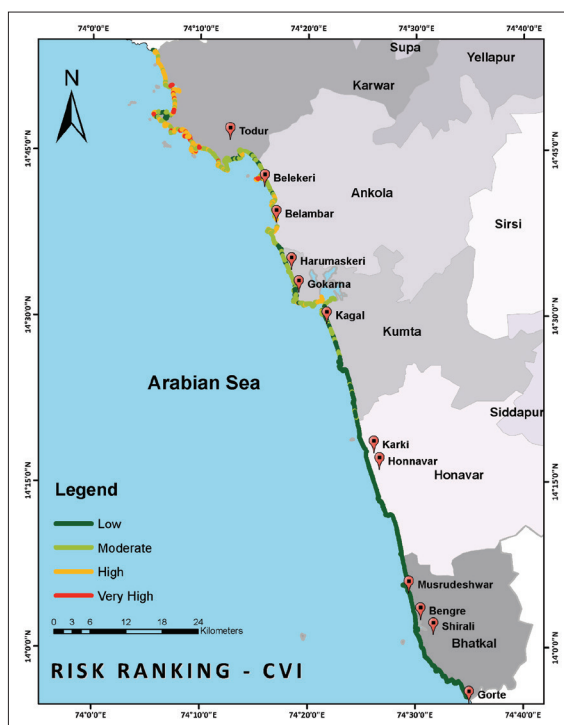 74°0'0"E 74°10'0"E 74°20'0"E 74°30'0"E 74°40'0"E
Supa
Yellapur
N
Karwar
14°45'0"N
Todur
14°45'0"N
Belekeri
Ankola
Belambar
Sirsi
Harumaskeri
Gokarna
14°30'0"N
Kagal
14°30'0"N
Kumta
Arabian Sea
Siddapur
Karki
Honnavar
14°15'0"N
Honavar
14°15'0"N
Legend
Low
Moderate
High
Very High
Musrudeshwar
Bengre
Shirali
0 3 6 12 18 24
Kilometers
14°0'0"N
Bhatkal
14°0'0"N
RISK RANKING - CVI
Gorte
74°0'0"E 74°10'0"E 74°20'0"E 74°30'0"E 74°40'0"E